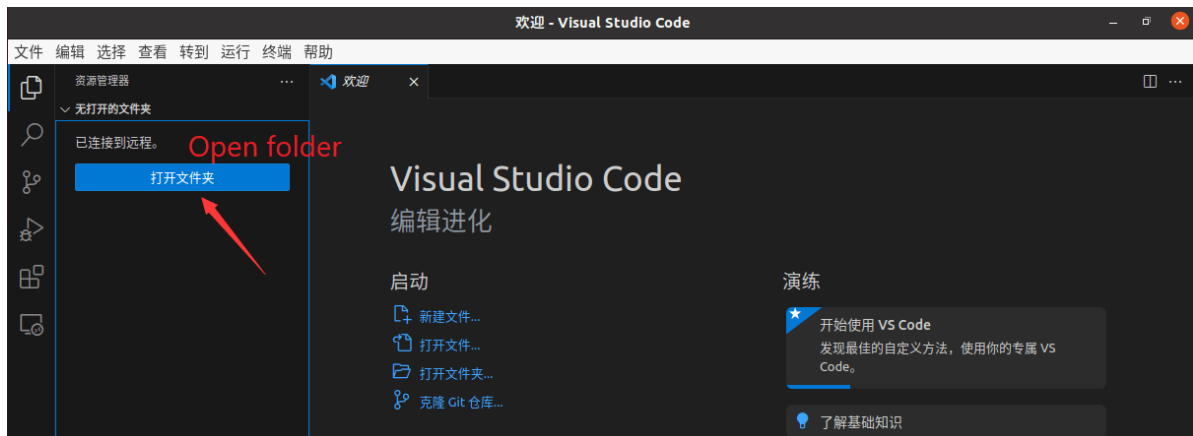 欢迎 - Visual Studio Code
文件 编辑 选择 查看 转到 运行 终端 帮助
资源管理器
欢迎
无打开的文件夹
已连接到远程。
Open folder
打开文件夹
Visual Studio Code
编辑进化
启动
新建文件...
打开文件...
打开文件夹...
克隆 Git 仓库...
演练
开始使用 VS Code
发现最佳的自定义方法，使用你的专属 VS
Code。
了解基础知识